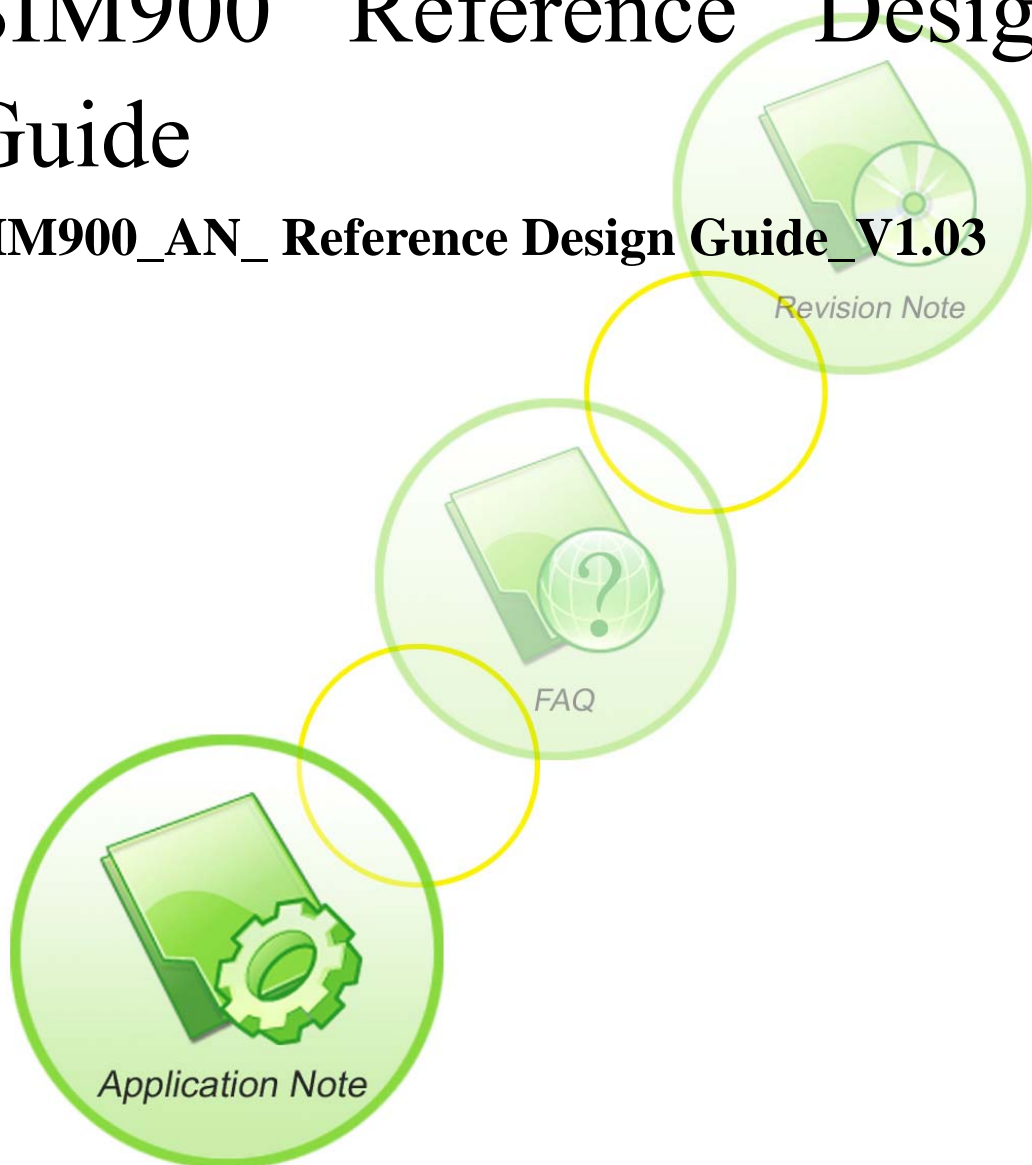 SIM900 Reference Desig
Guide
IM900_AN_ Reference Design Guide_V1.03
Revision Note
FAQ
Application Note